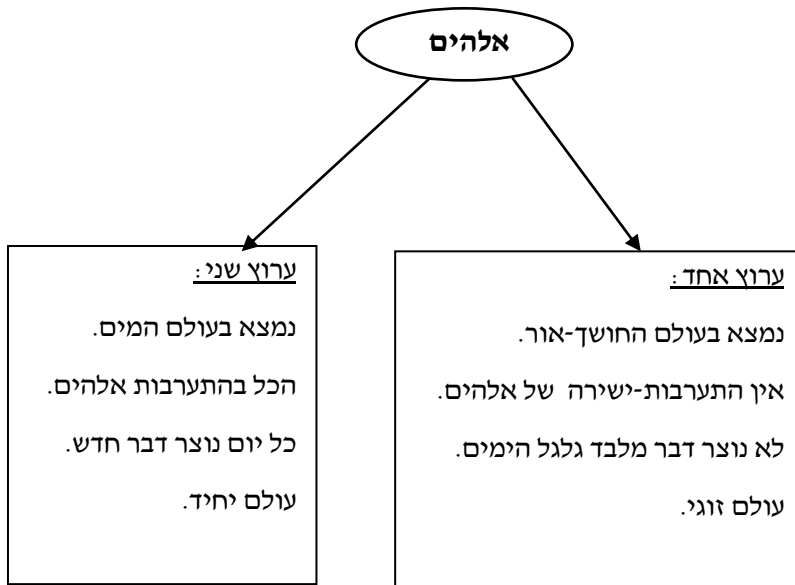 אלהים
ערוץ אחד:
נמצא בעולם החושך-אור.
אין התערבות-ישירה של אלהים.
לא נוצר דבר מלבד גלגל הימים.
עולם זוגי.
ערוץ שני:
נמצא בעולם המים.
הכל בהתערבות אלהים.
כל יום נוצר דבר חדש.
עולם יחיד.